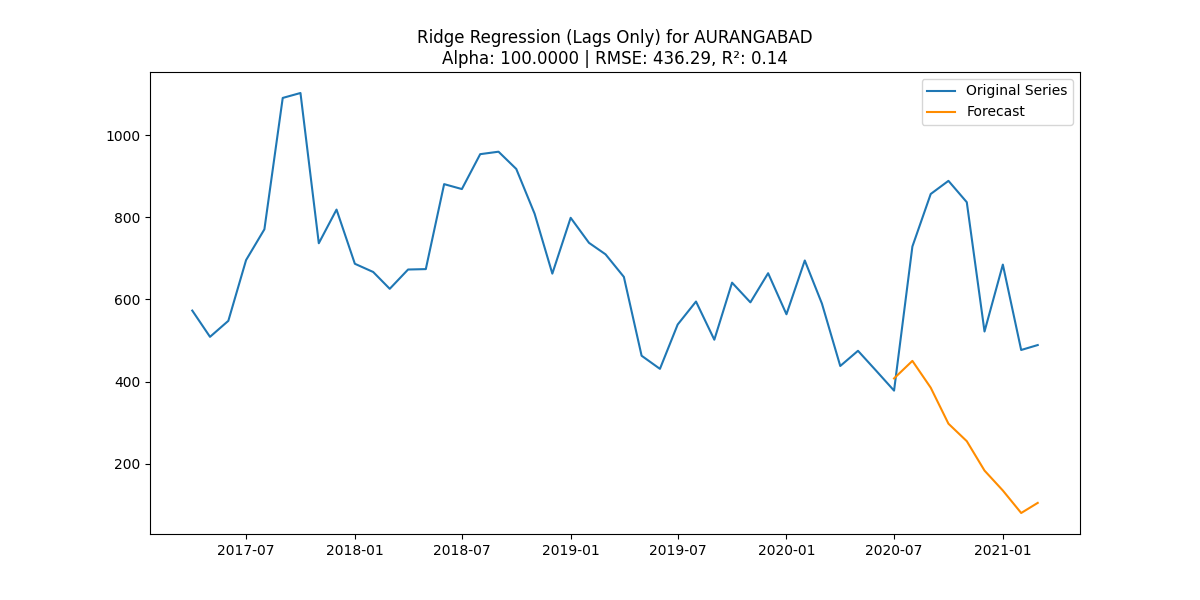 Ridge Regression (Lags Only) for AURANGABAD
Alpha: 100.0000 | RMSE: 436.29, R²: 0.14
Original Series
Forecast
1000
800
600
400
200
2017-07 2018-01 2018-07 2019-01 2019-07 2020-01 2020-07 2021-01